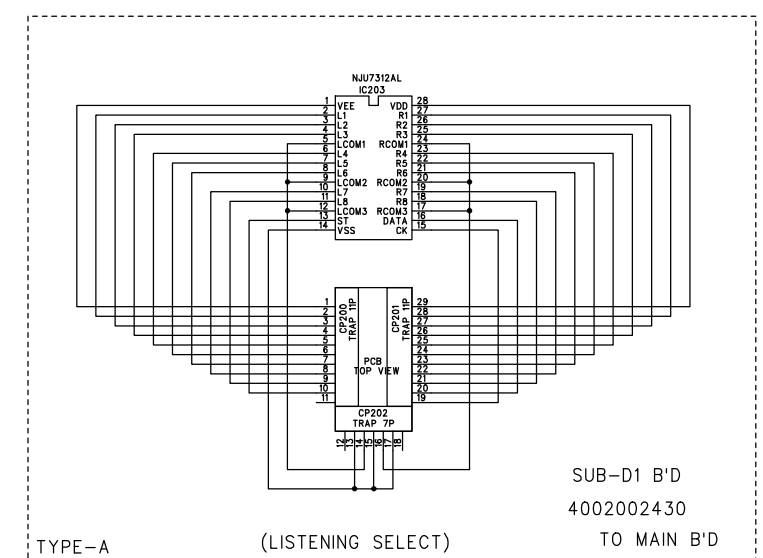 NJU7312AL
IC203
1 VEE VDD 28
2 L1 R1 27
3 L2 R2 26
4 L3 R3 25
5 LCOM1 RCOM1 24
6 L4 R4 23
7 L5 R5 22
8 L6 R6 21
9 LCOM2 RCOM2 20
10 L7 R7 19
11 L8 R8 18
12 LCOM3 RCOM3 17
13 ST DATA 16
14 VSS CK 15
CP200
TRAP 11P
CP201
TRAP 11P
1 29
2 28
3 27
4 26
5 25
6 24
7 23
8 22
9 21
10 20
11 19
PCB
TOP VIEW
CP202
TRAP 7P
12 13 14 15 16 17 18
SUB-D1 B'D
4002002430
TYPE-A (LISTENING SELECT) TO MAIN B'D